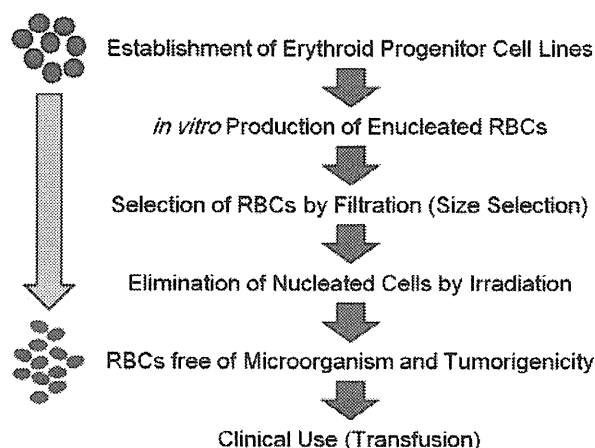 Establishment of Erythroid Progenitor Cell Lines
in vitro Production of Enucleated RBCs
Selection of RBCs by Filtration (Size Selection)
Elimination of Nucleated Cells by Irradiation
RBCs free of Microorganism and Tumorigenicity
Clinical Use (Transfusion)